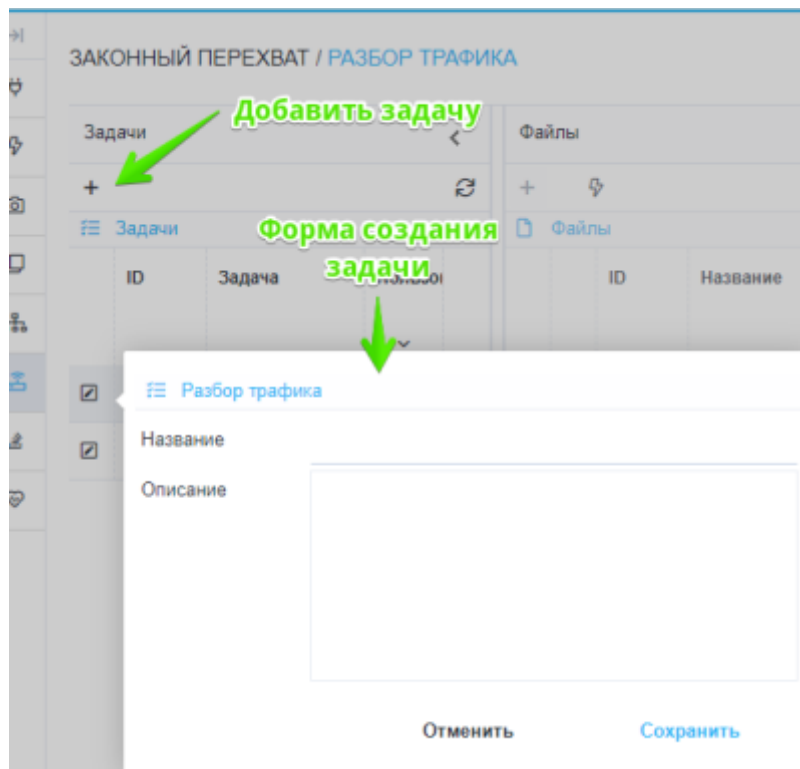 ЗАКОННЫЙ ПЕРЕХВАТ / РАЗБОР ТРАФИКА
Добавить задачу
Задачи
Файлы
Задачи
Файлы
Форма создания
задачи
ID Задача
ID Название
Разбор трафика
Название
Описание
Отменить Сохранить